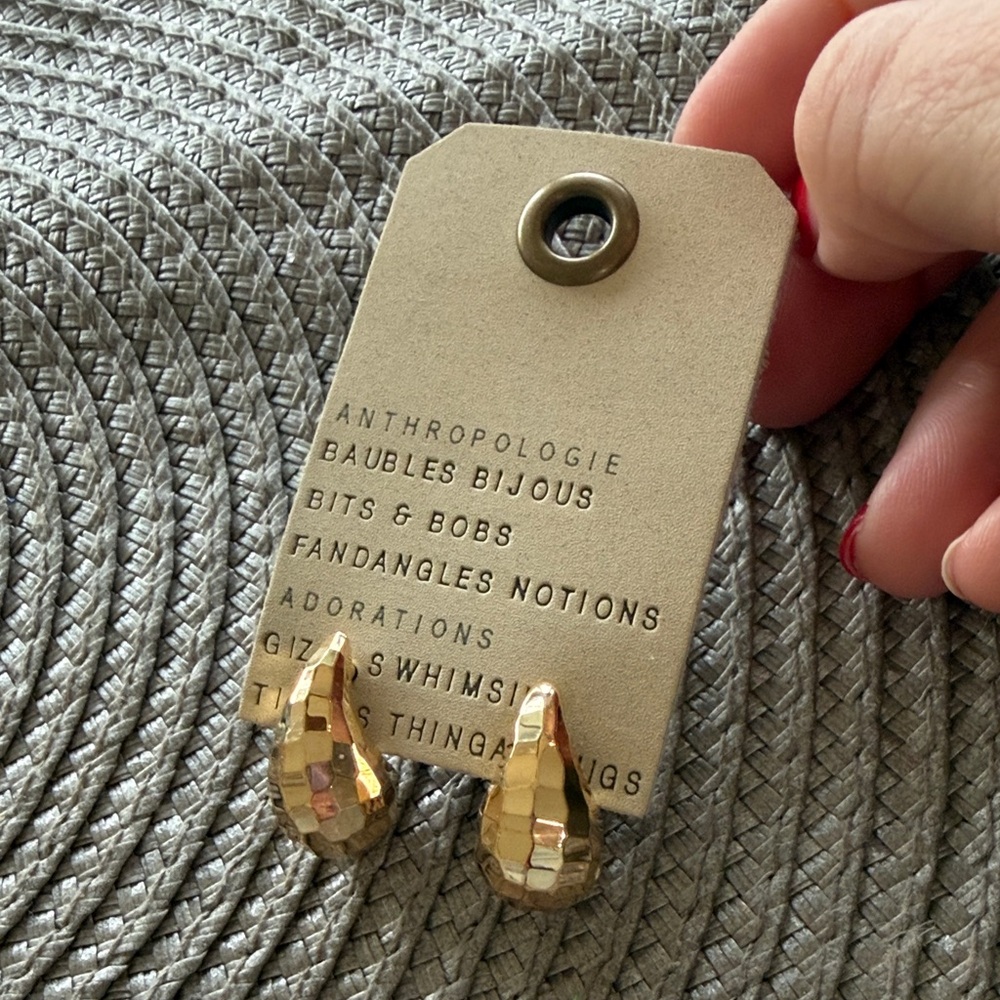 ANTHROPOLOGIE
BAUBLES BIJOUS
BITS & BOBS
FANDANGLES NOTIONS
ADORATIONS